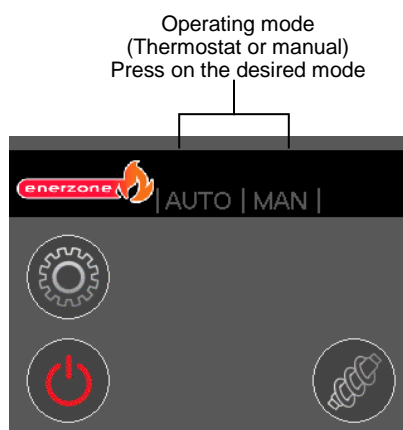 Operating mode
(Thermostat or manual)
Press on the desired mode
enerzone
|AUTO | MAN |